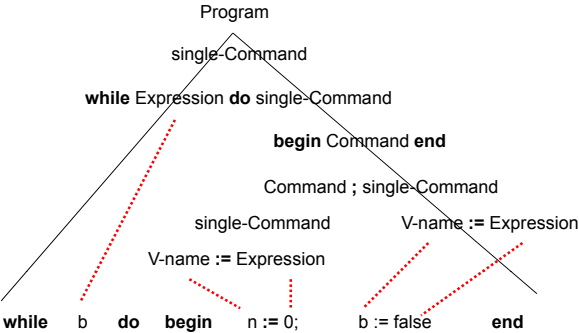 Program
single-Command
while Expression do single-Command
begin Command end
Command ; single-Command
single-Command V-name := Expression
V-name := Expression
while b do begin n := 0; b := false end